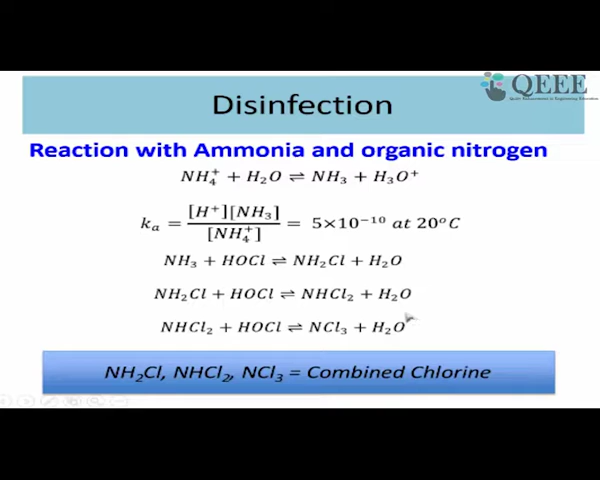 QEEE
Disinfection
Reaction with Ammonia and organic nitrogen
NH₄⁺ + H₂O ⇌ NH₃ + H₃O⁺
kₐ = [H⁺][NH₃] / [NH₄⁺] = 5×10⁻¹⁰ at 20°C
NH₃ + HOCl ⇌ NH₂Cl + H₂O
NH₂Cl + HOCl ⇌ NHCl₂ + H₂O
NHCl₂ + HOCl ⇌ NCl₃ + H₂O
NH₂Cl, NHCl₂, NCl₃ = Combined Chlorine